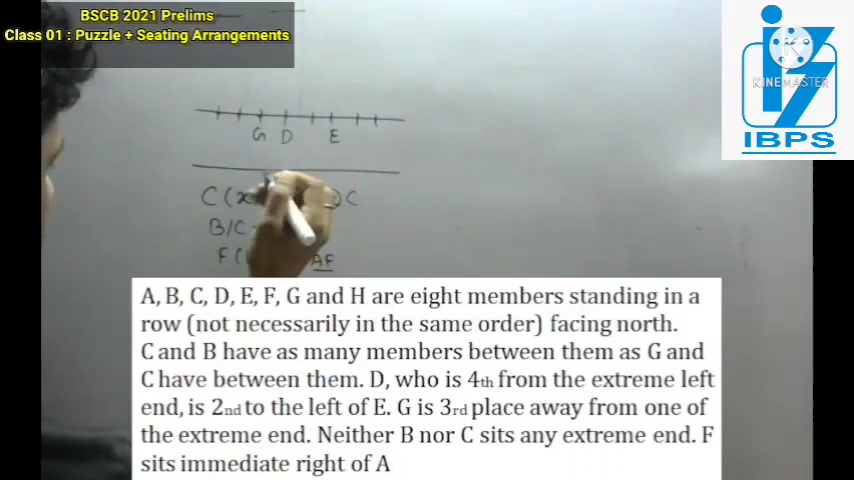 BSCB 2021 Prelims
Class 01 : Puzzle + Seating Arrangements
KINEMASTER
IBPS
G D E
C (x ) C
B/C
F ( AF
A, B, C, D, E, F, G and H are eight members standing in a
row (not necessarily in the same order) facing north.
C and B have as many members between them as G and
C have between them. D, who is 4th from the extreme left
end, is 2nd to the left of E. G is 3rd place away from one of
the extreme end. Neither B nor C sits any extreme end. F
sits immediate right of A